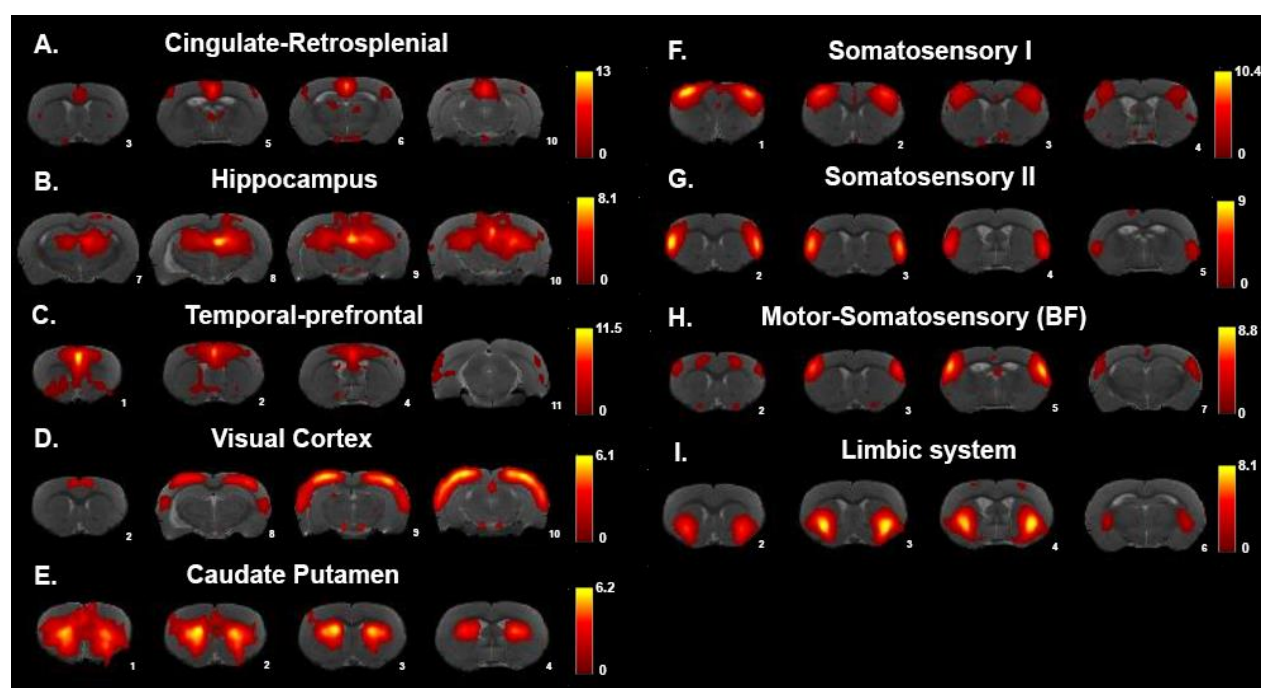 A. Cingulate-Retrosplenial
13
0
3 5 6 10
B. Hippocampus
8.1
0
7 8 9 10
C. Temporal-prefrontal
11.5
0
1 2 4 11
D. Visual Cortex
6.1
0
2 8 9 10
E. Caudate Putamen
6.2
0
1 2 3 4
F. Somatosensory I
10.4
0
1 2 3 4
G. Somatosensory II
9
0
2 3 4 5
H. Motor-Somatosensory (BF)
8.8
0
2 3 5 7
I. Limbic system
8.1
0
2 3 4 6